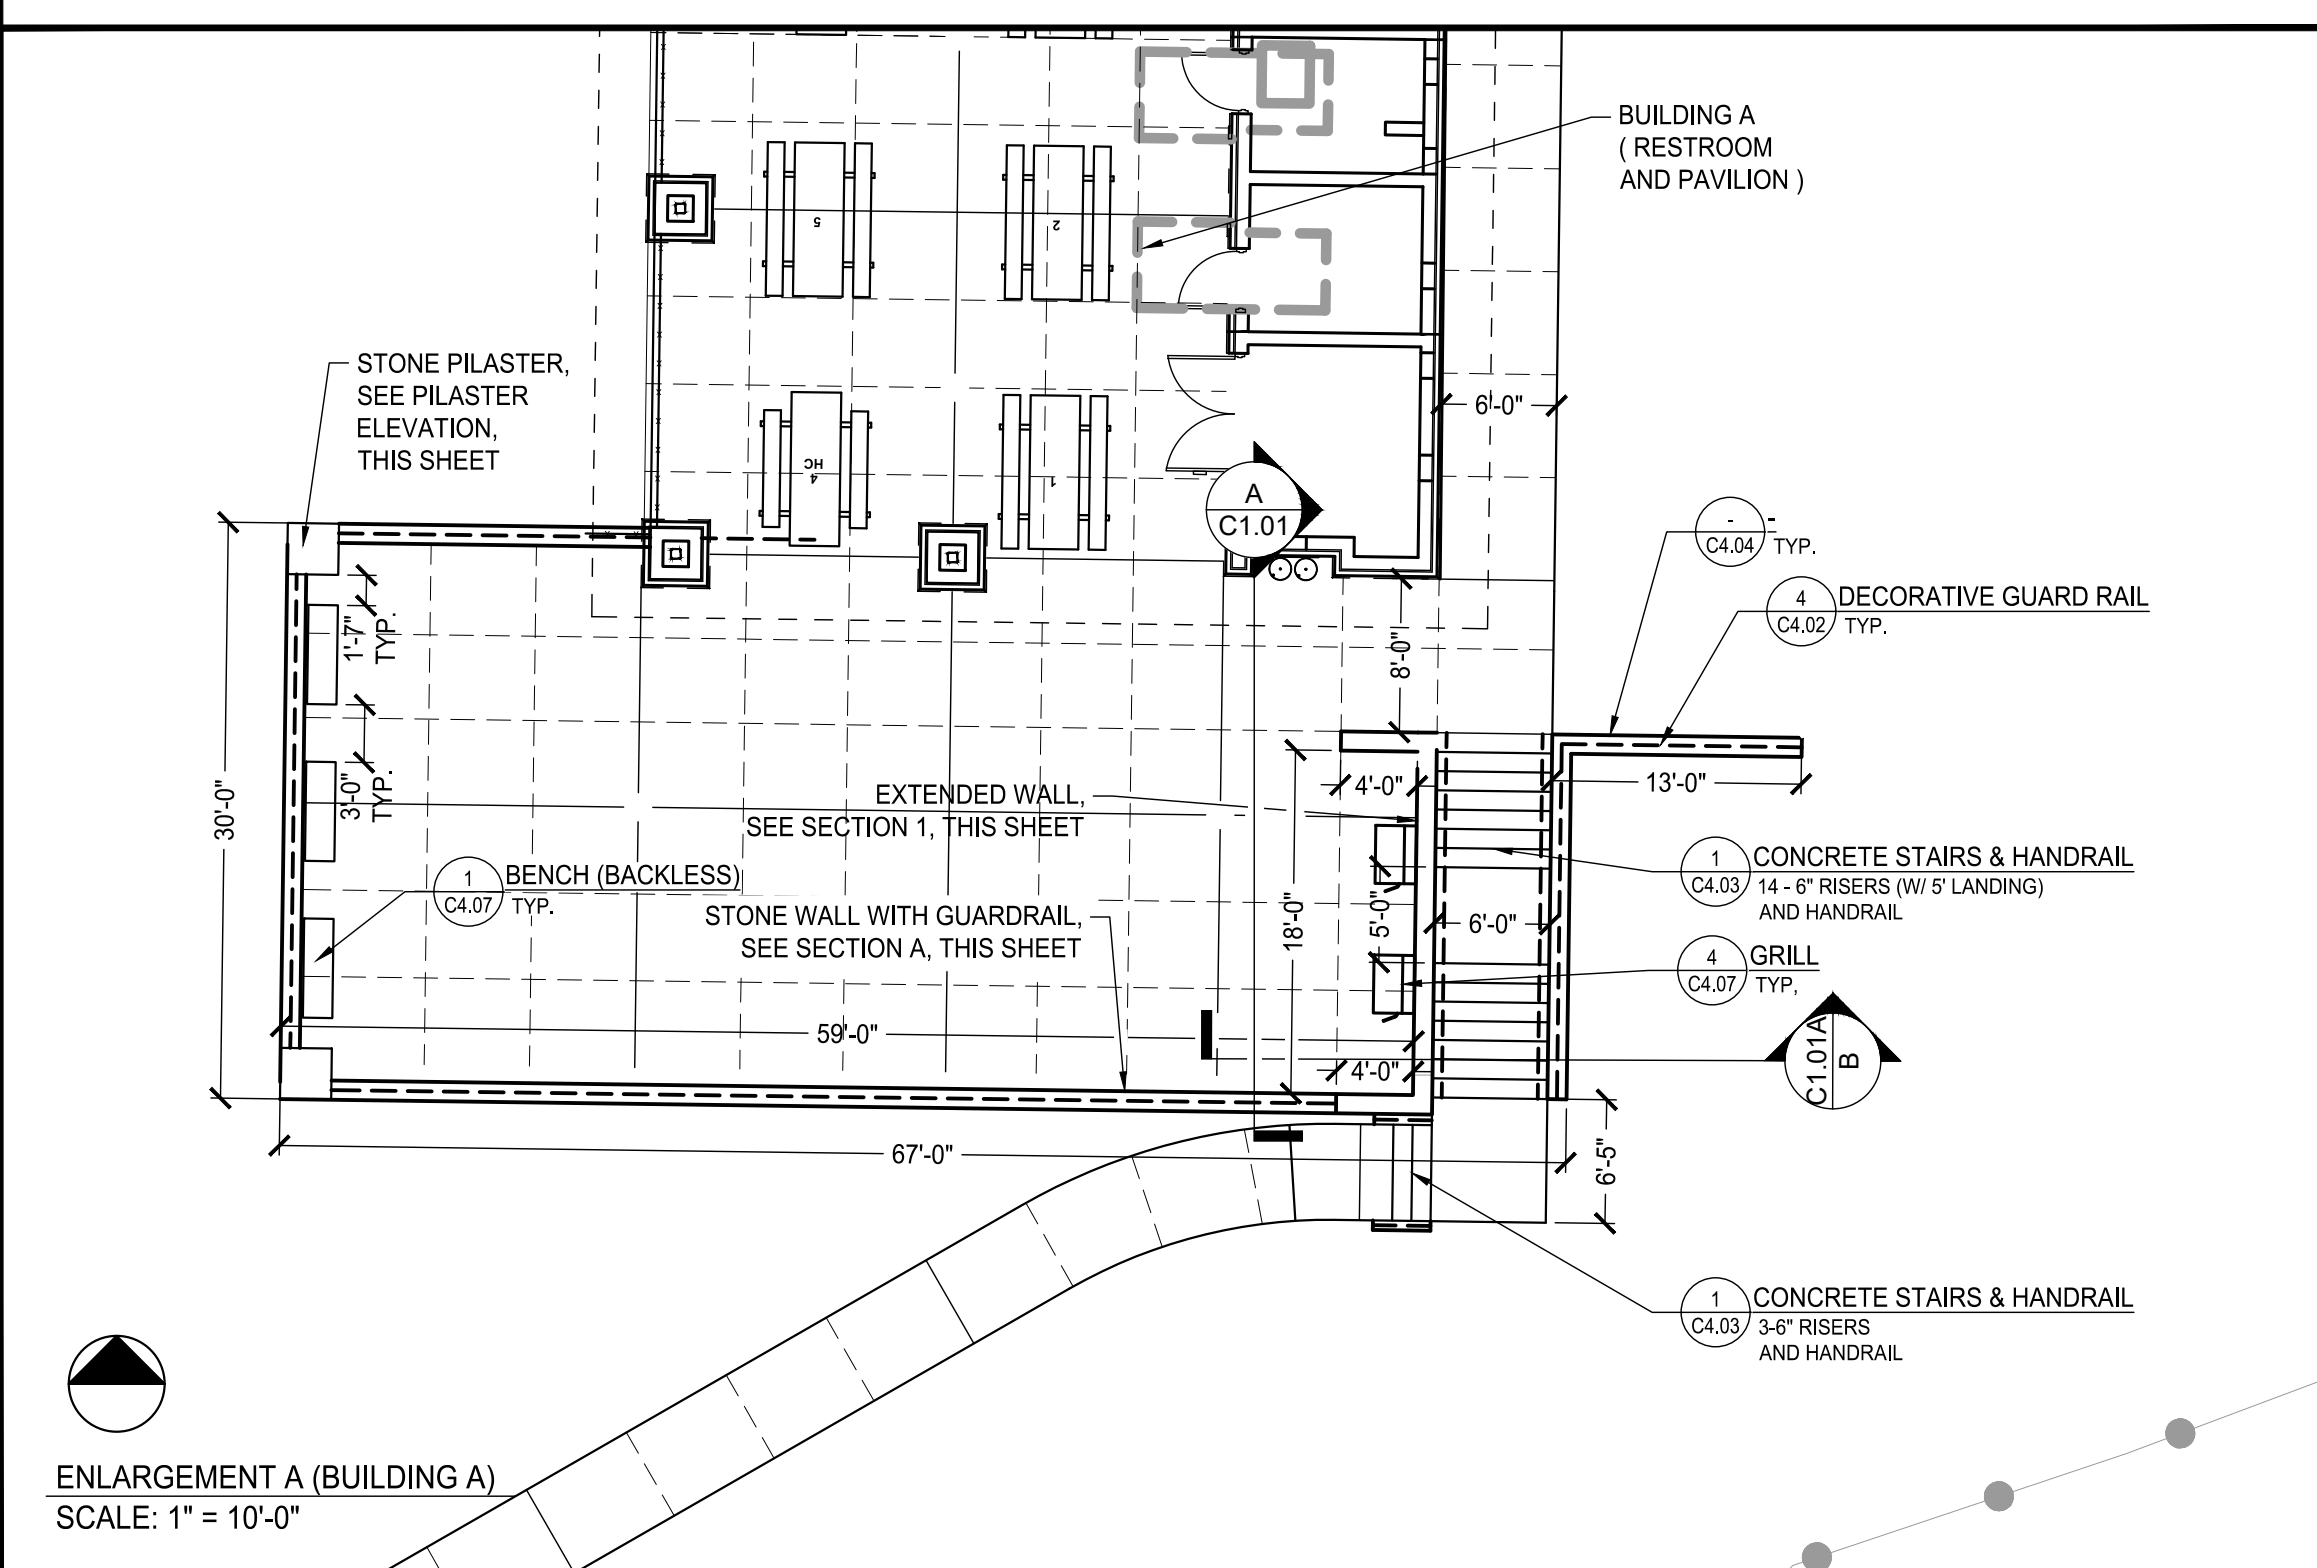 BUILDING A
( RESTROOM
AND PAVILION )
5
2
STONE PILASTER,
SEE PILASTER
ELEVATION,
THIS SHEET
HC
4
1
6'-0"
A
C1.01
-
C4.04
-
TYP.
4
C4.02
DECORATIVE GUARD RAIL
TYP.
1'-7"
TYP.
8'-0"
30'-0"
3'-0"
TYP.
EXTENDED WALL,
SEE SECTION 1, THIS SHEET
4'-0"
13'-0"
1
C4.07
BENCH (BACKLESS)
TYP.
1
C4.03
CONCRETE STAIRS & HANDRAIL
14 - 6" RISERS (W/ 5' LANDING)
AND HANDRAIL
STONE WALL WITH GUARDRAIL,
SEE SECTION A, THIS SHEET
18'-0"
5'-0"
6'-0"
4
C4.07
GRILL
TYP,
59'-0"
4'-0"
C1.01A
B
67'-0"
6'-5"
1
C4.03
CONCRETE STAIRS & HANDRAIL
3-6" RISERS
AND HANDRAIL
ENLARGEMENT A (BUILDING A)
SCALE: 1" = 10'-0"